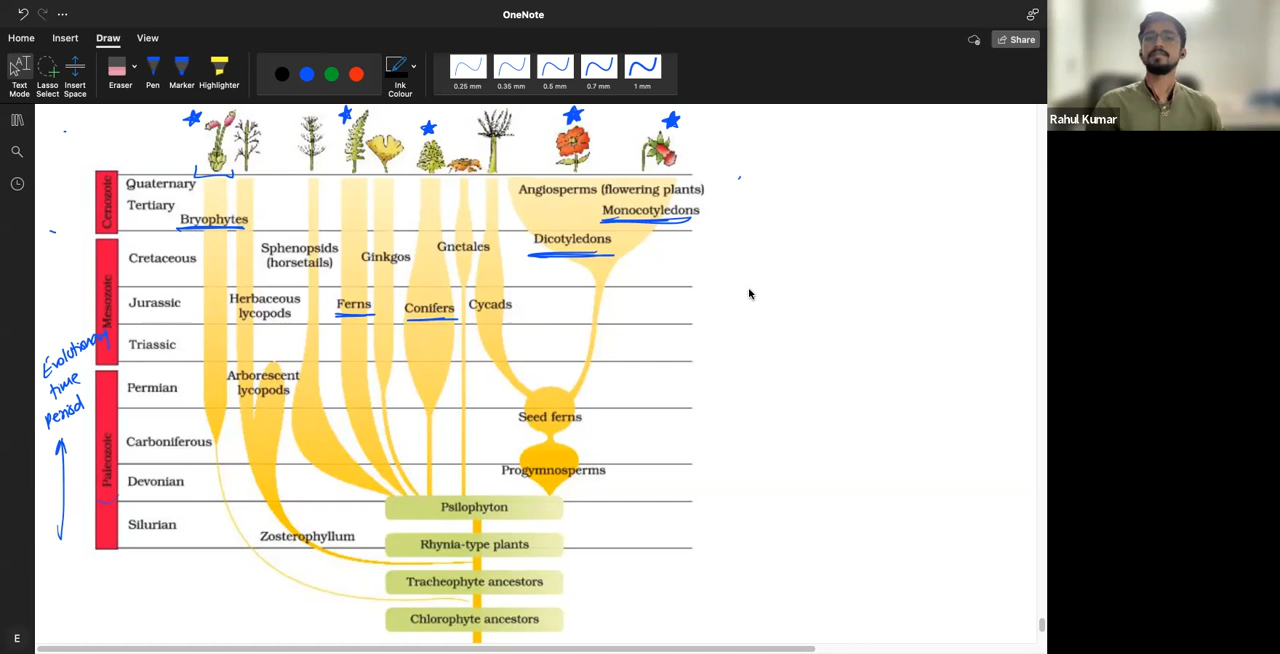 OneNote
Home Insert Draw View
Share
Text Mode
Lasso Select
Insert Space
Eraser
Pen
Marker
Highlighter
Ink Colour
0.25 mm
0.35 mm
0.5 mm
0.7 mm
1 mm
Rahul Kumar
Cenozoic
Quaternary
Tertiary
Bryophytes
Angiosperms (flowering plants)
Monocotyledons
Dicotyledons
Mesozoic
Cretaceous
Sphenopsids
(horsetails)
Ginkgos
Gnetales
Jurassic
Herbaceous
lycopods
Ferns
Conifers
Cycads
Triassic
Evolutionary
time
period
Paleozoic
Permian
Arborescent
lycopods
Seed ferns
Carboniferous
Progymnosperms
Devonian
Psilophyton
Silurian
Zosterophyllum
Rhynia-type plants
Tracheophyte ancestors
Chlorophyte ancestors
E